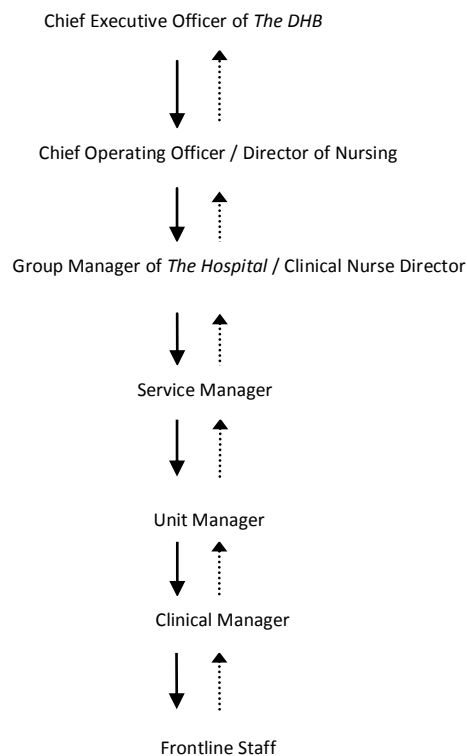 Chief Executive Officer of The DHB
Chief Operating Officer / Director of Nursing
Group Manager of The Hospital / Clinical Nurse Director
Service Manager
Unit Manager
Clinical Manager
Frontline Staff